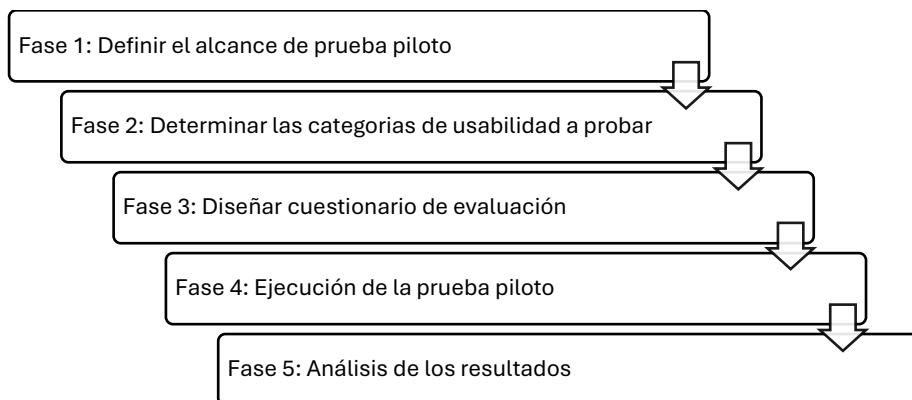 Fase 1: Definir el alcance de prueba piloto
Fase 2: Determinar las categorias de usabilidad a probar
Fase 3: Diseñar cuestionario de evaluación
Fase 4: Ejecución de la prueba piloto
Fase 5: Análisis de los resultados